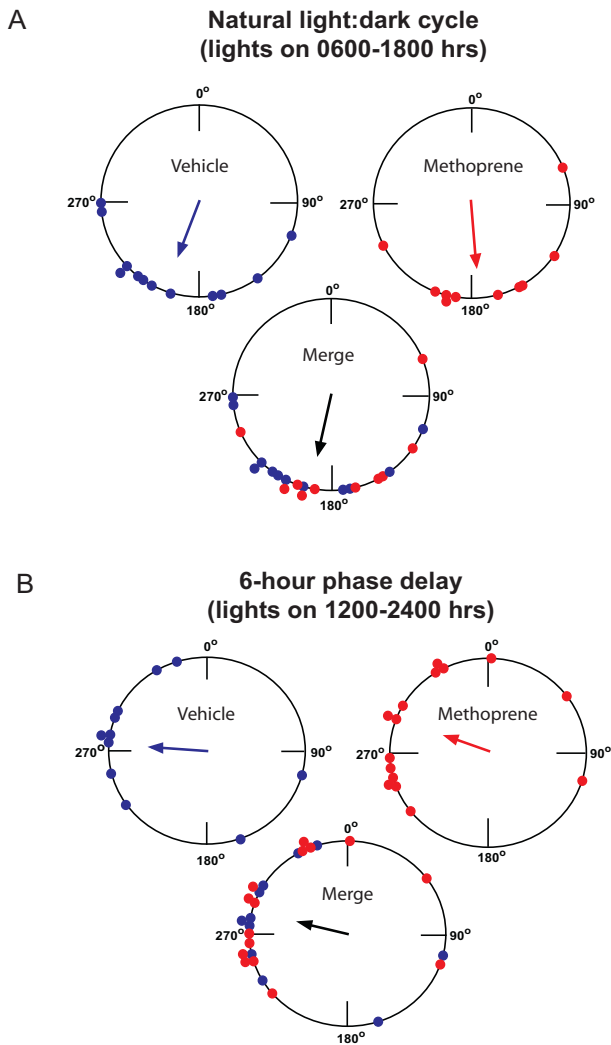 A
Natural light:dark cycle
(lights on 0600-1800 hrs)
0°
Vehicle
270°
90°
180°
0°
Methoprene
270°
90°
180°
0°
Merge
270°
90°
180°
B
6-hour phase delay
(lights on 1200-2400 hrs)
0°
Vehicle
270°
90°
180°
0°
Methoprene
270°
90°
180°
0°
Merge
270°
90°
180°